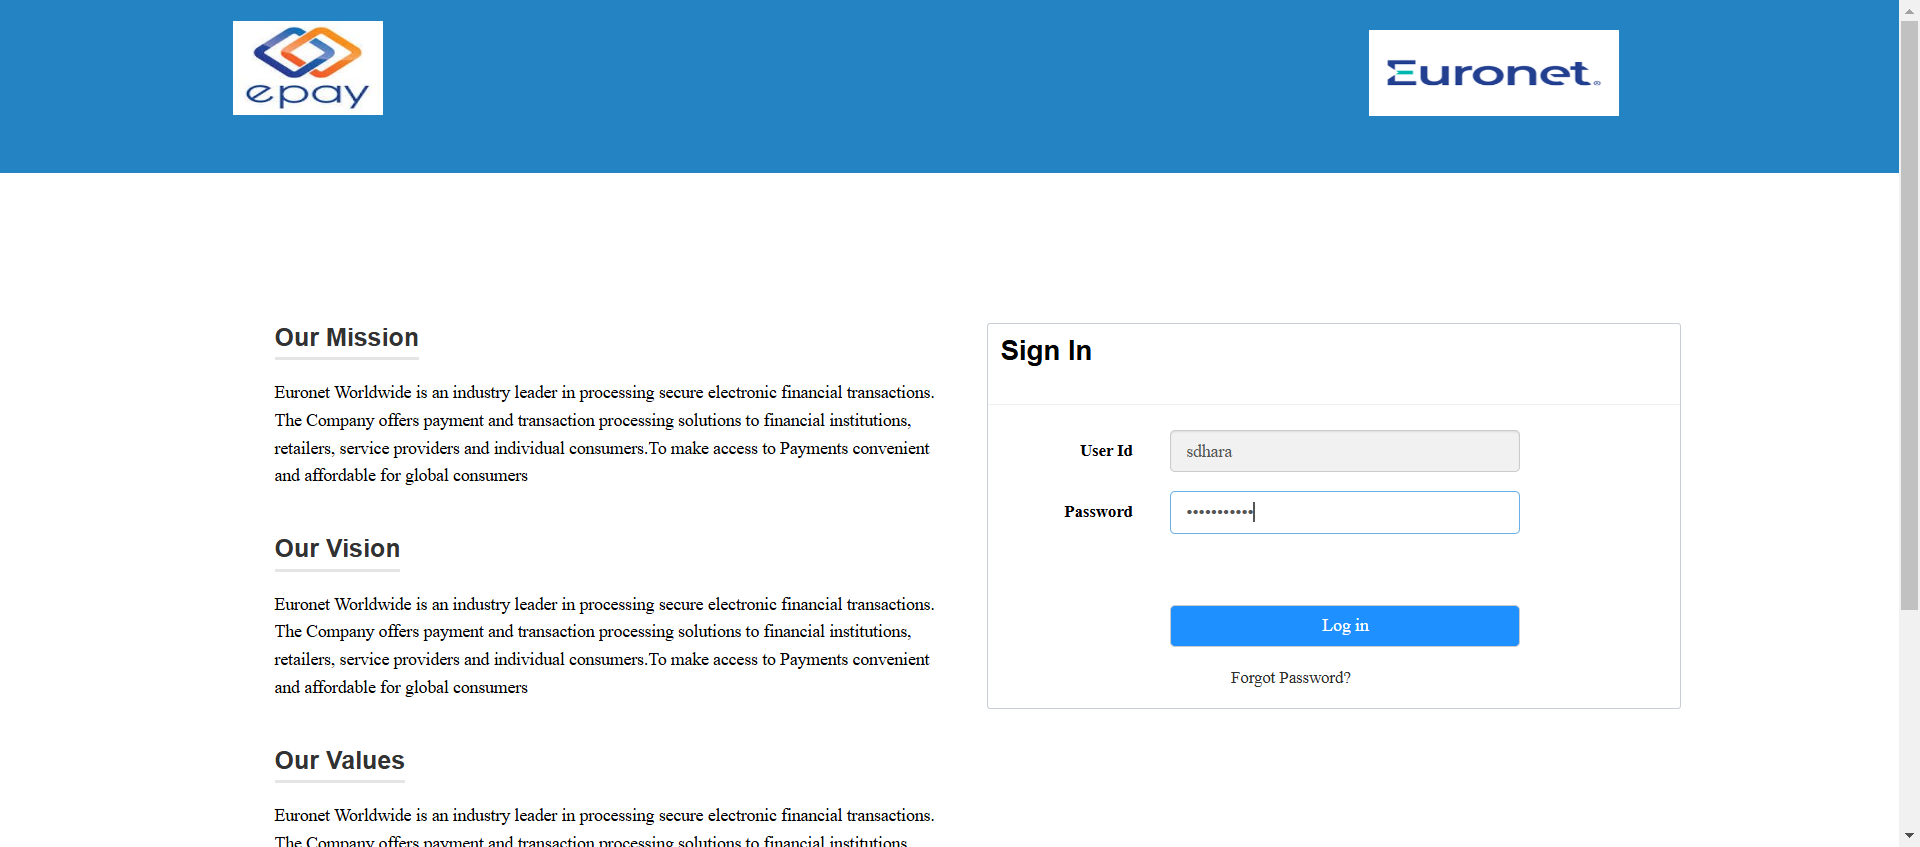 epay
Euronet®
Our Mission
Euronet Worldwide is an industry leader in processing secure electronic financial transactions.
The Company offers payment and transaction processing solutions to financial institutions,
retailers, service providers and individual consumers.To make access to Payments convenient
and affordable for global consumers
Our Vision
Euronet Worldwide is an industry leader in processing secure electronic financial transactions.
The Company offers payment and transaction processing solutions to financial institutions,
retailers, service providers and individual consumers.To make access to Payments convenient
and affordable for global consumers
Our Values
Euronet Worldwide is an industry leader in processing secure electronic financial transactions.
The Company offers payment and transaction processing solutions to financial institutions,
Sign In
User Id
sdhara
Password
•••••••••••
Log in
Forgot Password?